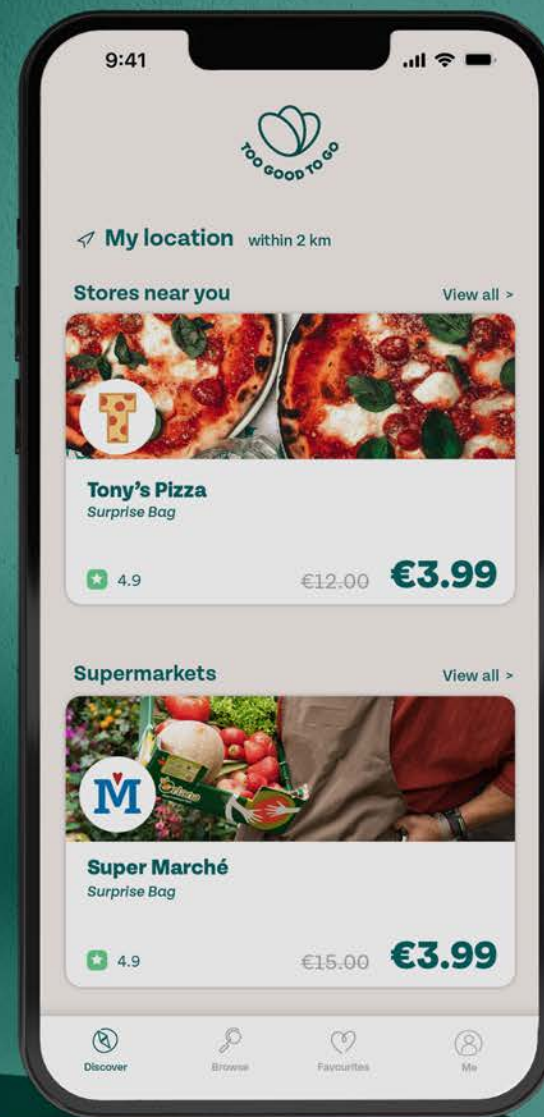 9:41
TOO GOOD TO GO
My location within 2 km
Stores near you View all >
T
Tony’s Pizza
Surprise Bag
4.9 €12.00 €3.99
Supermarkets View all >
M
Super Marché
Surprise Bag
4.9 €15.00 €3.99
Discover Browse Favourites Me